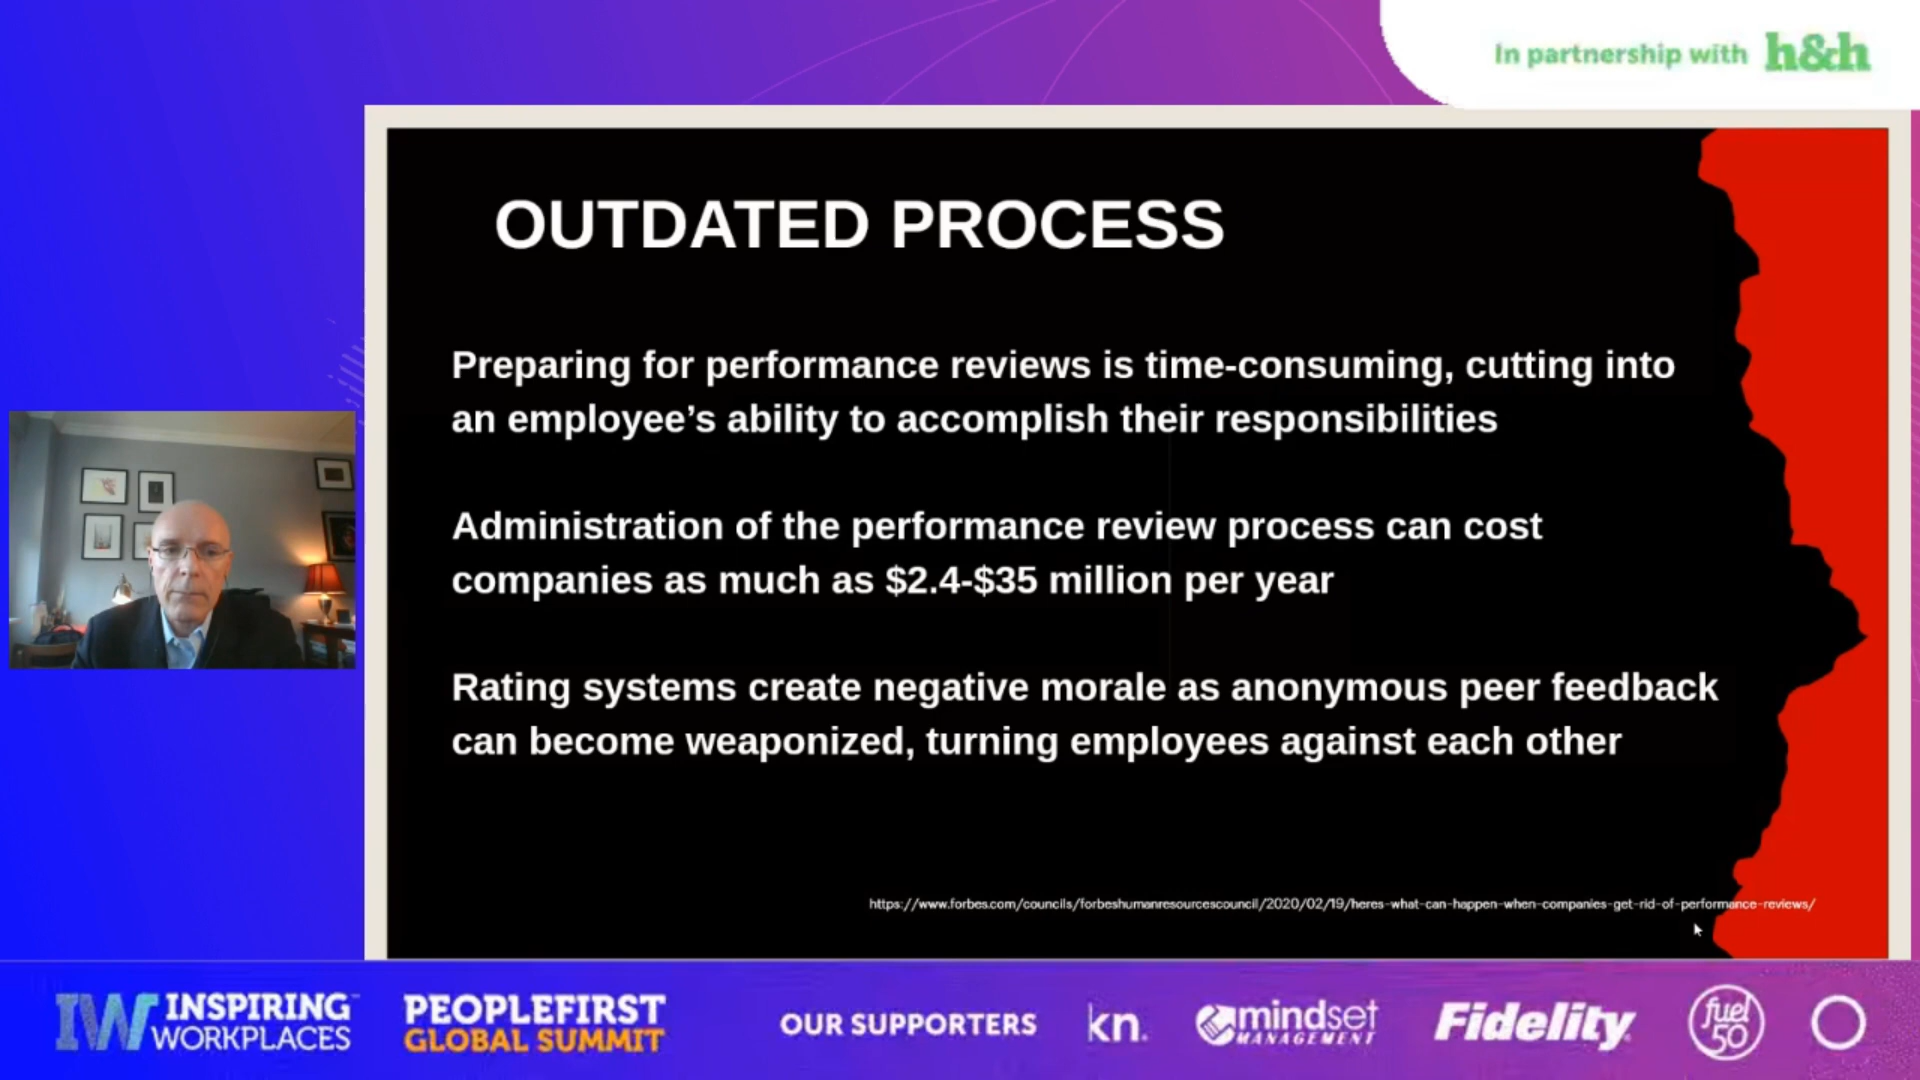 In partnership with h&h
OUTDATED PROCESS
Preparing for performance reviews is time-consuming, cutting into
an employee’s ability to accomplish their responsibilities
Administration of the performance review process can cost
companies as much as $2.4-$35 million per year
Rating systems create negative morale as anonymous peer feedback
can become weaponized, turning employees against each other
https://www.forbes.com/councils/forbeshumanresourcescouncil/2020/02/19/heres-what-can-happen-when-companies-get-rid-of-performance-reviews/
IW INSPIRING
WORKPLACES
PEOPLEFIRST
GLOBAL SUMMIT
OUR SUPPORTERS
kn.
mindset
MANAGEMENT
Fidelity
fuel
50